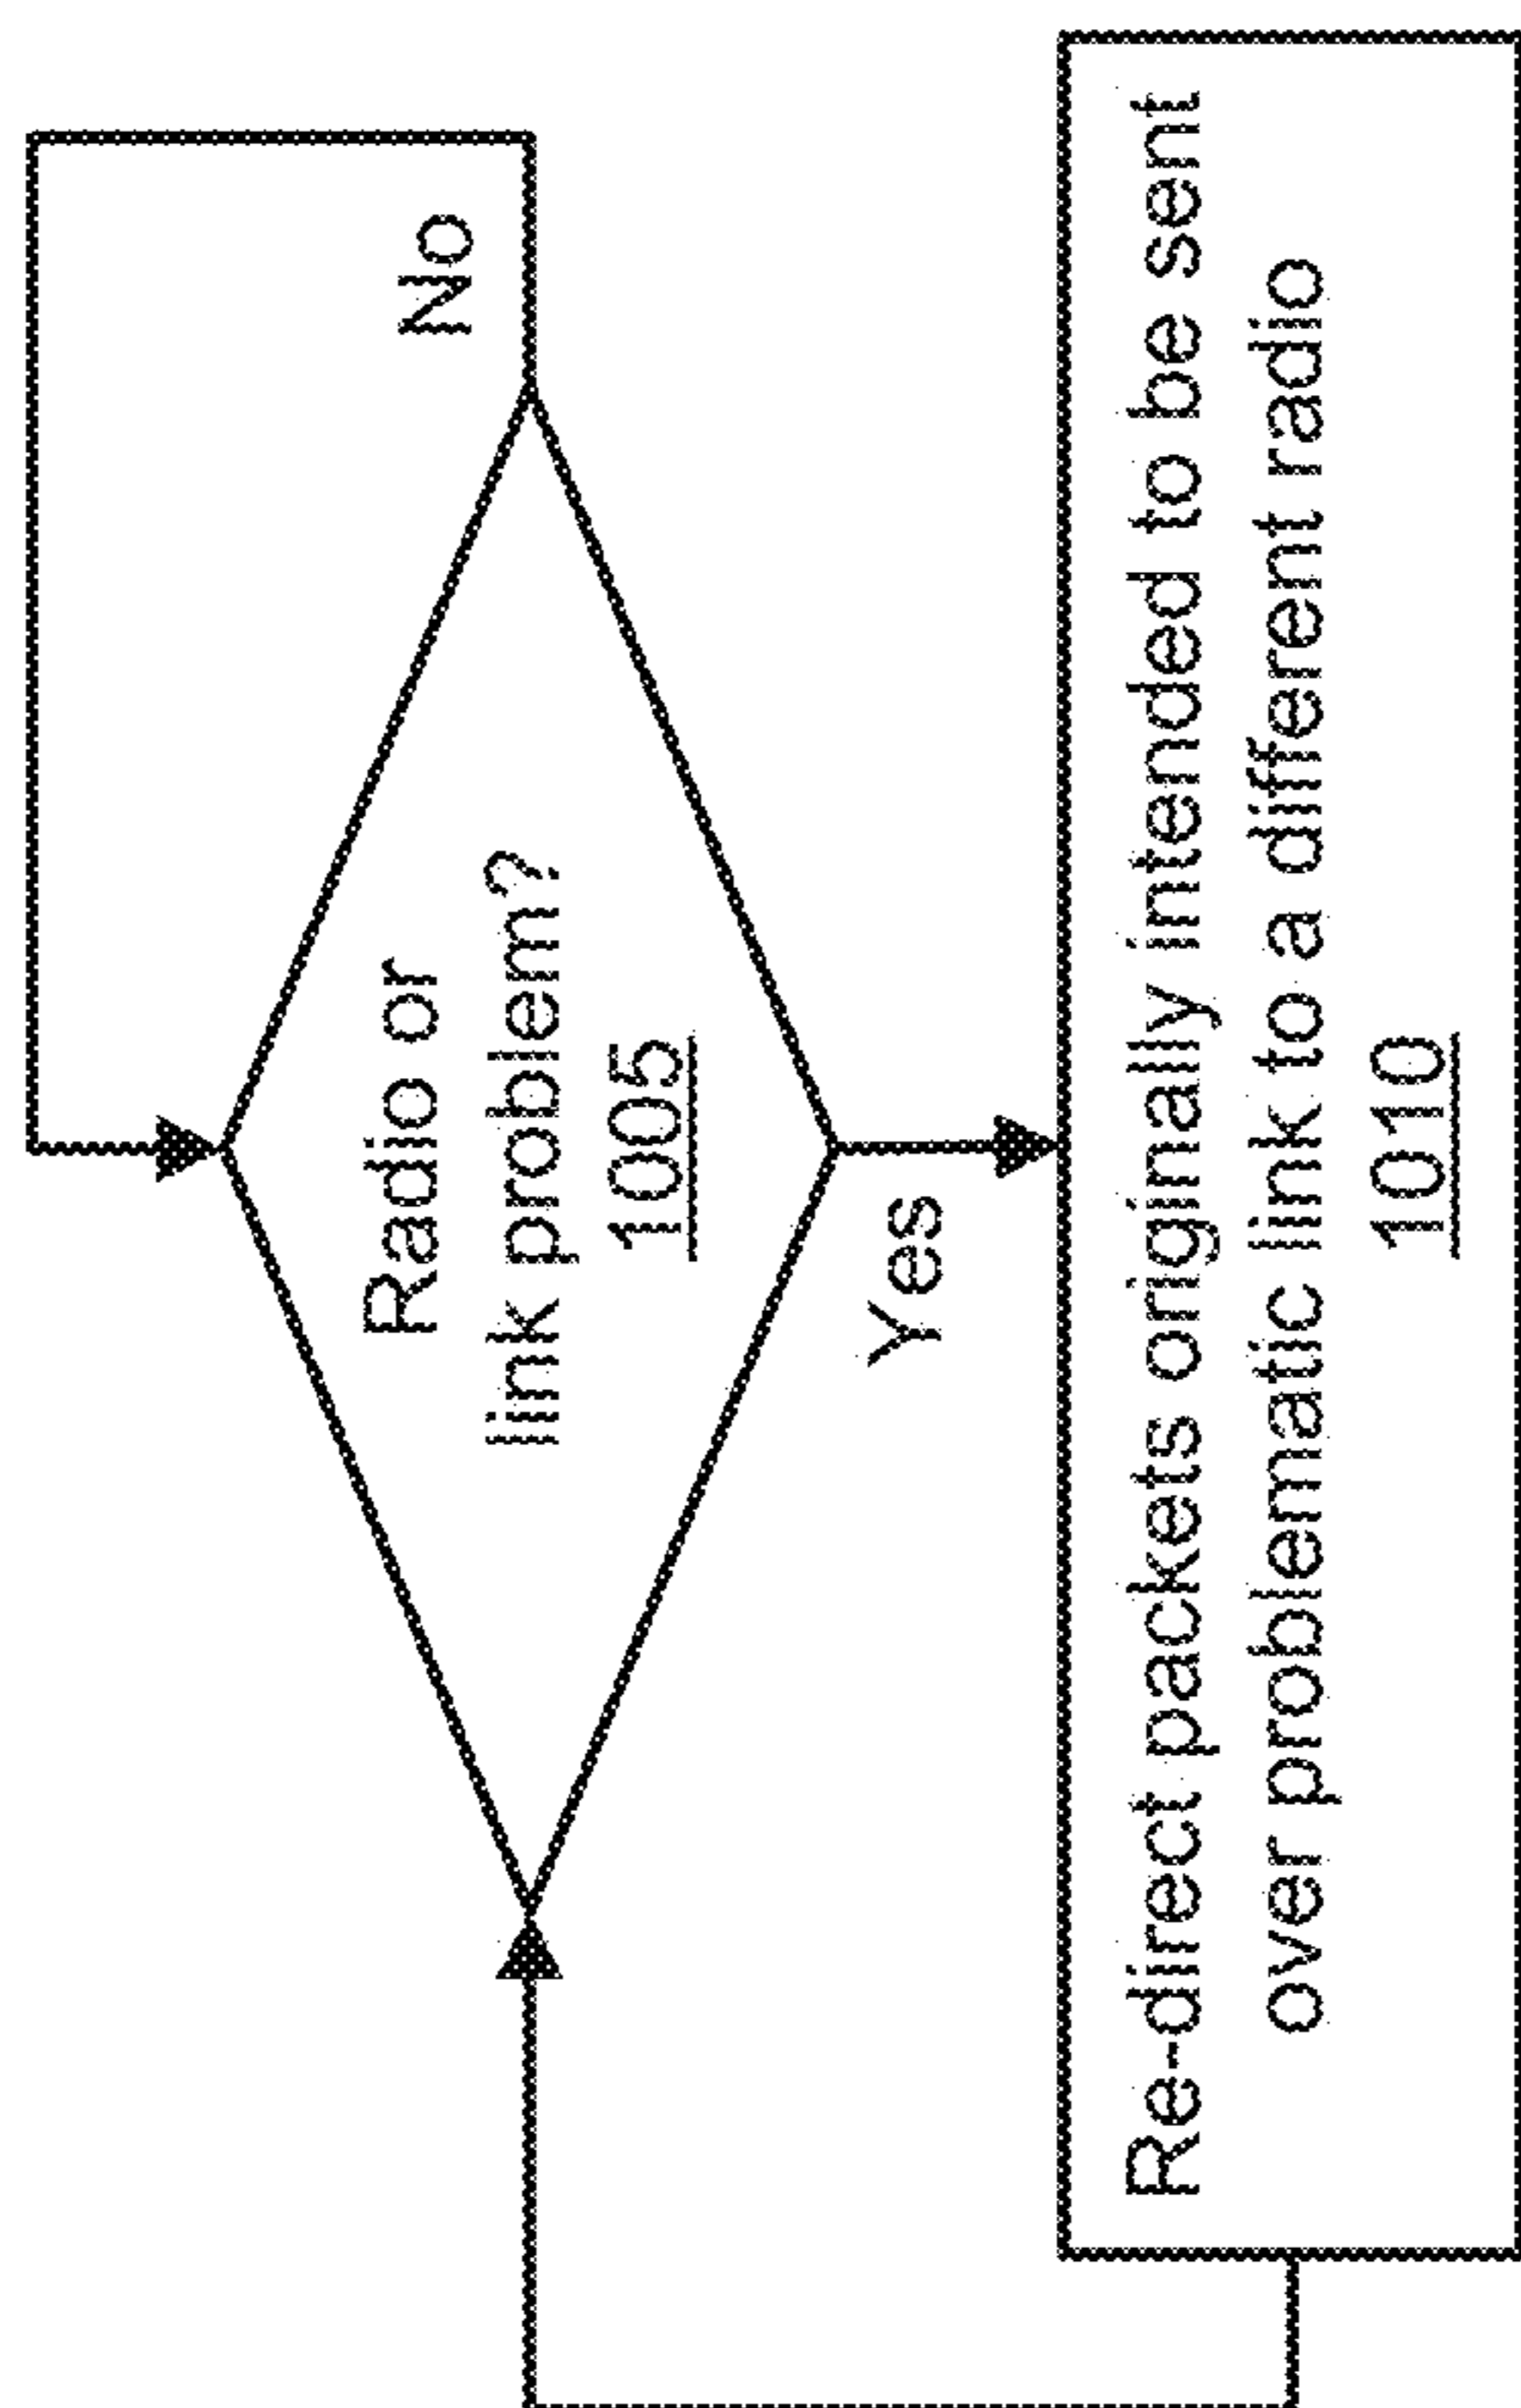 No
Radio or
link problem?
1005
Yes
Re-direct packets originally intended to be sent
over problematic link to a different radio
1010